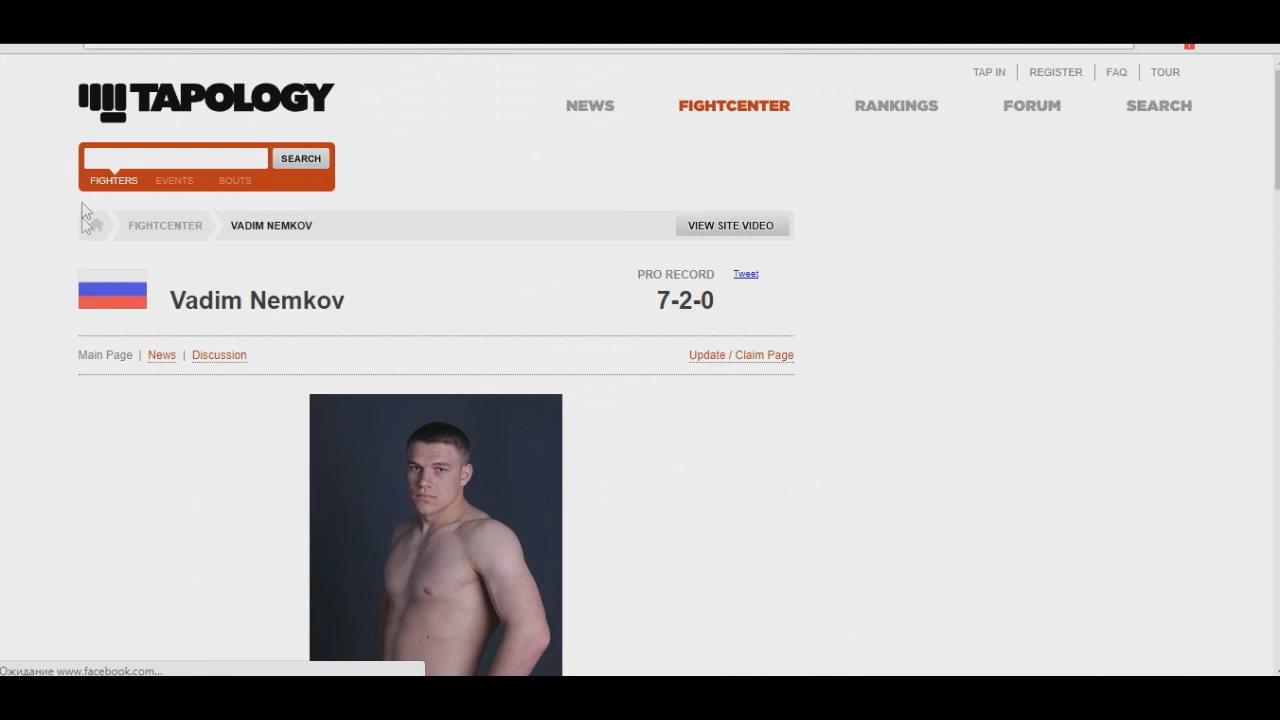 TAP IN REGISTER FAQ TOUR
TAPOLOGY
NEWS FIGHTCENTER RANKINGS FORUM SEARCH
SEARCH
FIGHTERS EVENTS BOUTS
FIGHTCENTER VADIM NEMKOV VIEW SITE VIDEO
PRO RECORD Tweet
Vadim Nemkov 7-2-0
Main Page | News | Discussion Update / Claim Page
Ожидание www.facebook.com...